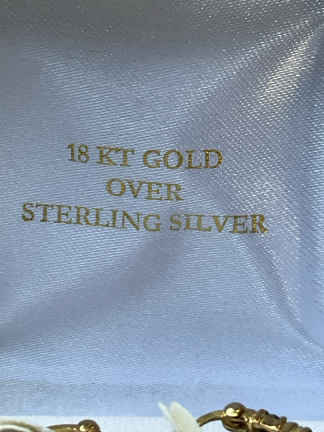 18 KT GOLD
OVER
STERLING SILVER